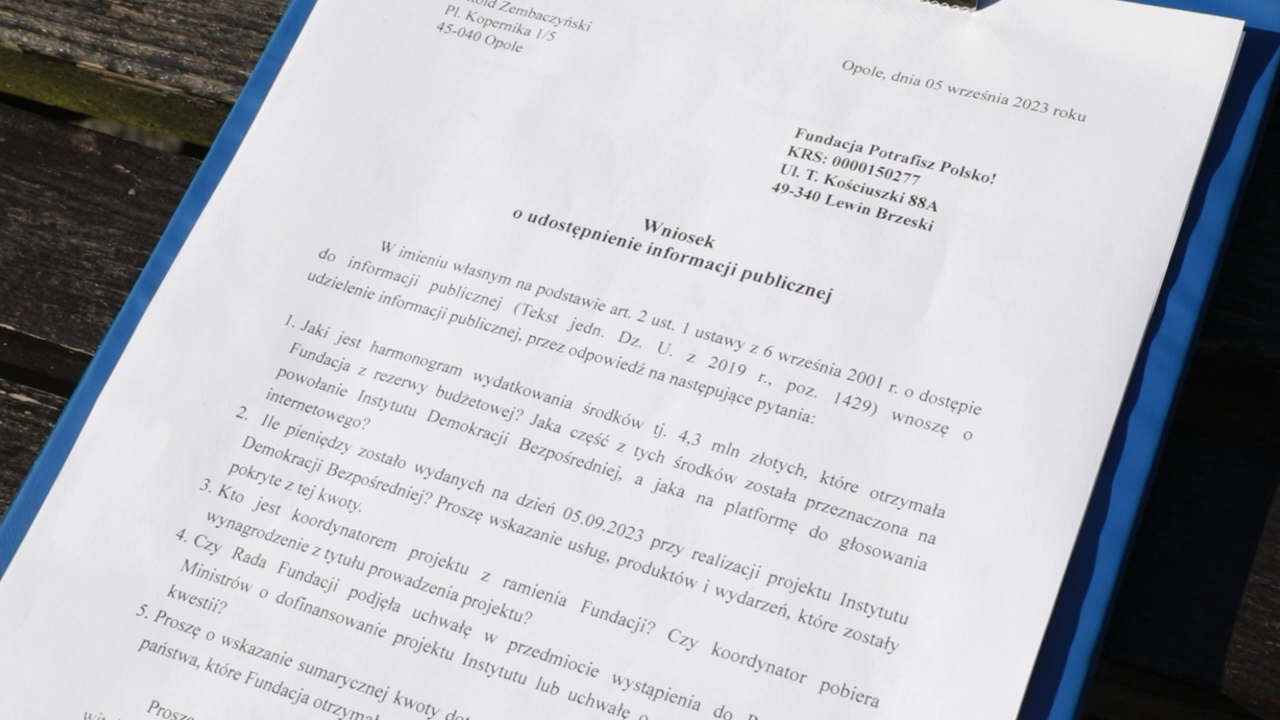 Zembaczyński
Pl. Kopernika 1/5
45-040 Opole
Opole, dnia 05 września 2023 roku
Fundacja Potrafisz Polsko!
KRS: 0000150277
Ul. T. Kościuszki 88A
49-340 Lewin Brzeski
Wniosek
o udostępnienie informacji publicznej
W imieniu własnym na podstawie art. 2 ust. 1 ustawy z 6 września 2001 r. o dostępie
do informacji publicznej (Tekst jedn. Dz. U. z 2019 r., poz. 1429) wnoszę o
udzielenie informacji publicznej, przez odpowiedź na następujące pytania:
1. Jaki jest harmonogram wydatkowania środków tj. 4,3 mln złotych, które otrzymała
Fundacja z rezerwy budżetowej? Jaka część z tych środków została przeznaczona na
powołanie Instytutu Demokracji Bezpośredniej, a jaka na platformę do głosowania
internetowego?
2. Ile pieniędzy zostało wydanych na dzień 05.09.2023 przy realizacji projektu Instytutu
Demokracji Bezpośredniej? Proszę wskazanie usług, produktów i wydarzeń, które zostały
pokryte z tej kwoty.
3. Kto jest koordynatorem projektu z ramienia Fundacji? Czy koordynator pobiera
wynagrodzenie z tytułu prowadzenia projektu?
4. Czy Rada Fundacji podjęła uchwałę w przedmiocie wystąpienia do
Ministrów o dofinansowanie projektu Instytutu lub uchwałę o
kwestii?
5. Proszę o wskazanie sumarycznej kwoty
państwa, które Fundacja
Proszę